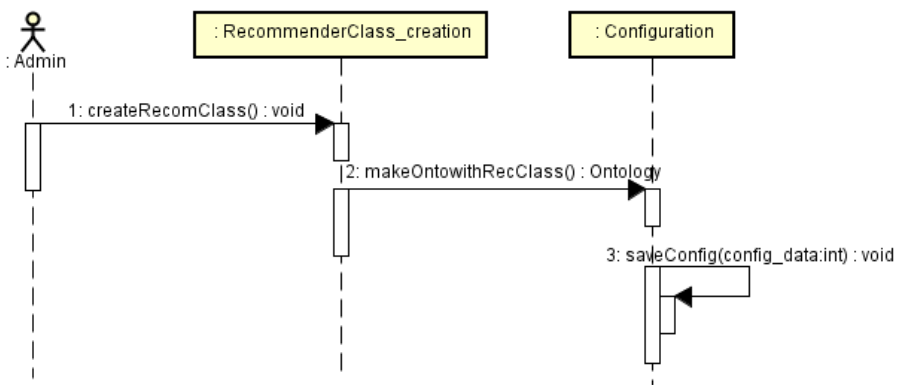 : RecommenderClass_creation
: Configuration
: Admin
1: createRecomClass() : void
2: makeOntowithRecClass() : Ontology
3: saveConfig(config_data:int) : void